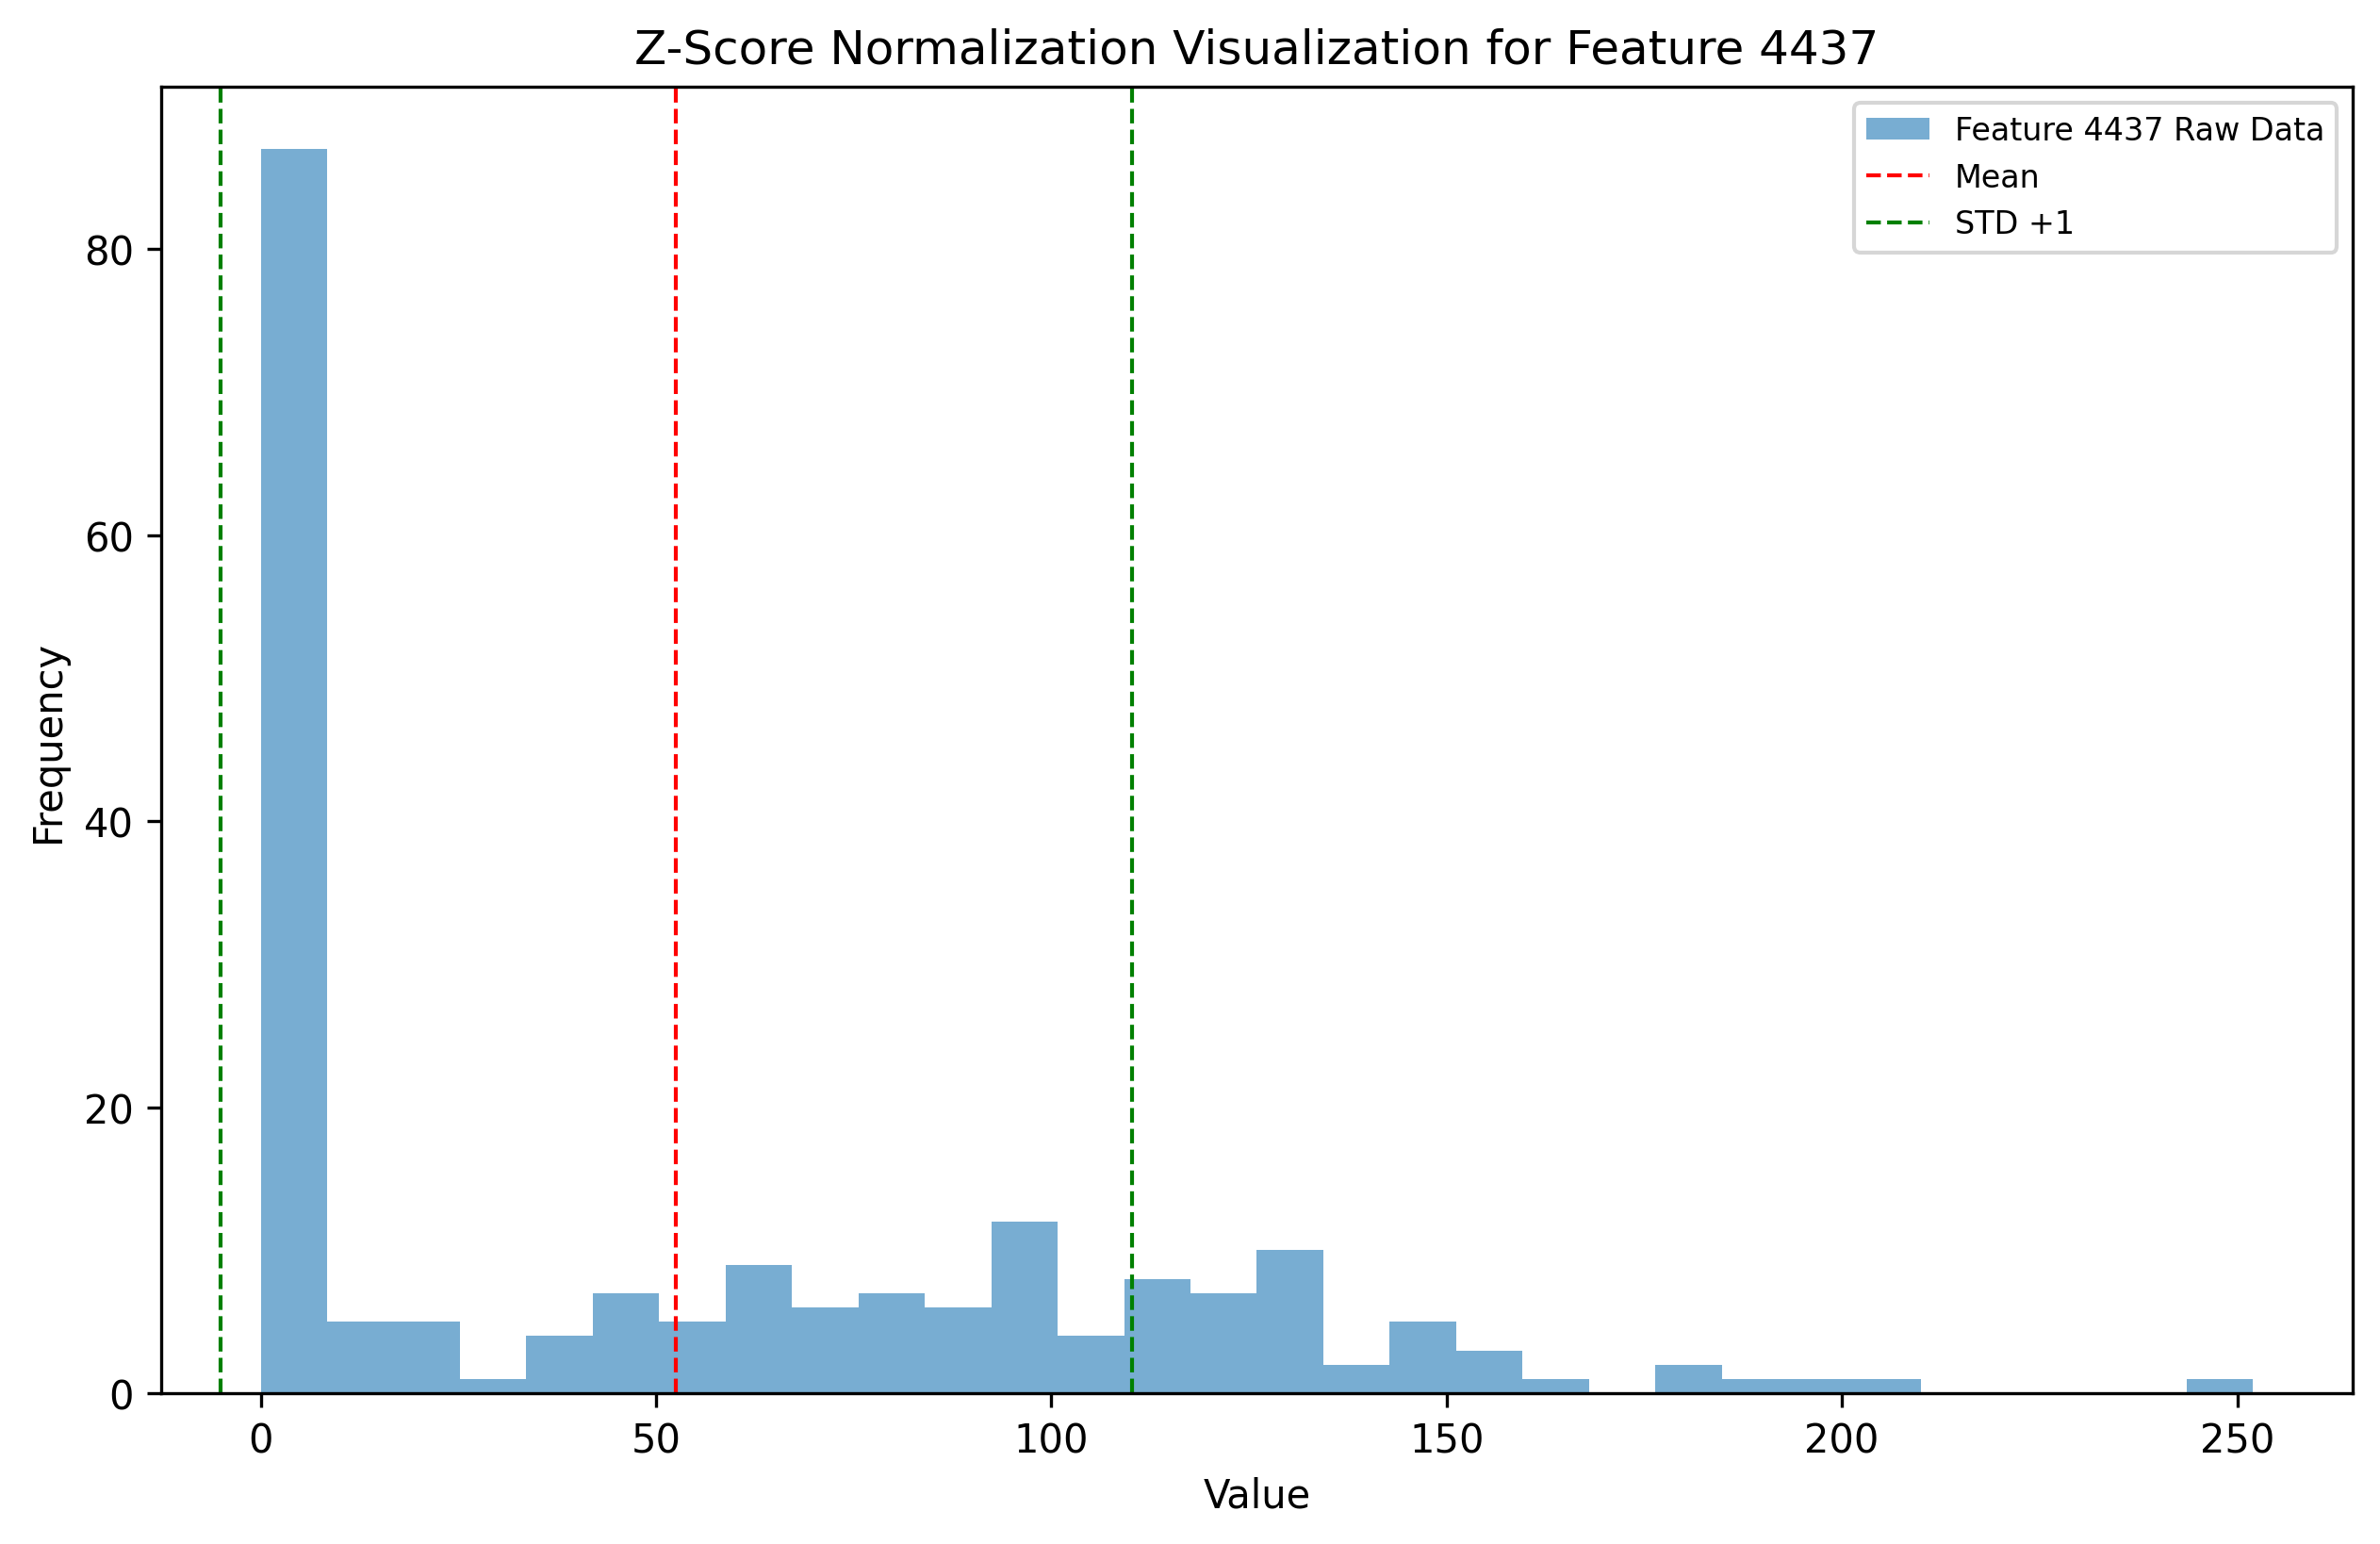 Z-Score Normalization Visualization for Feature 4437
Feature 4437 Raw Data
Mean
STD +1
80
60
40
20
0
Frequency
0 50 100 150 200 250
Value